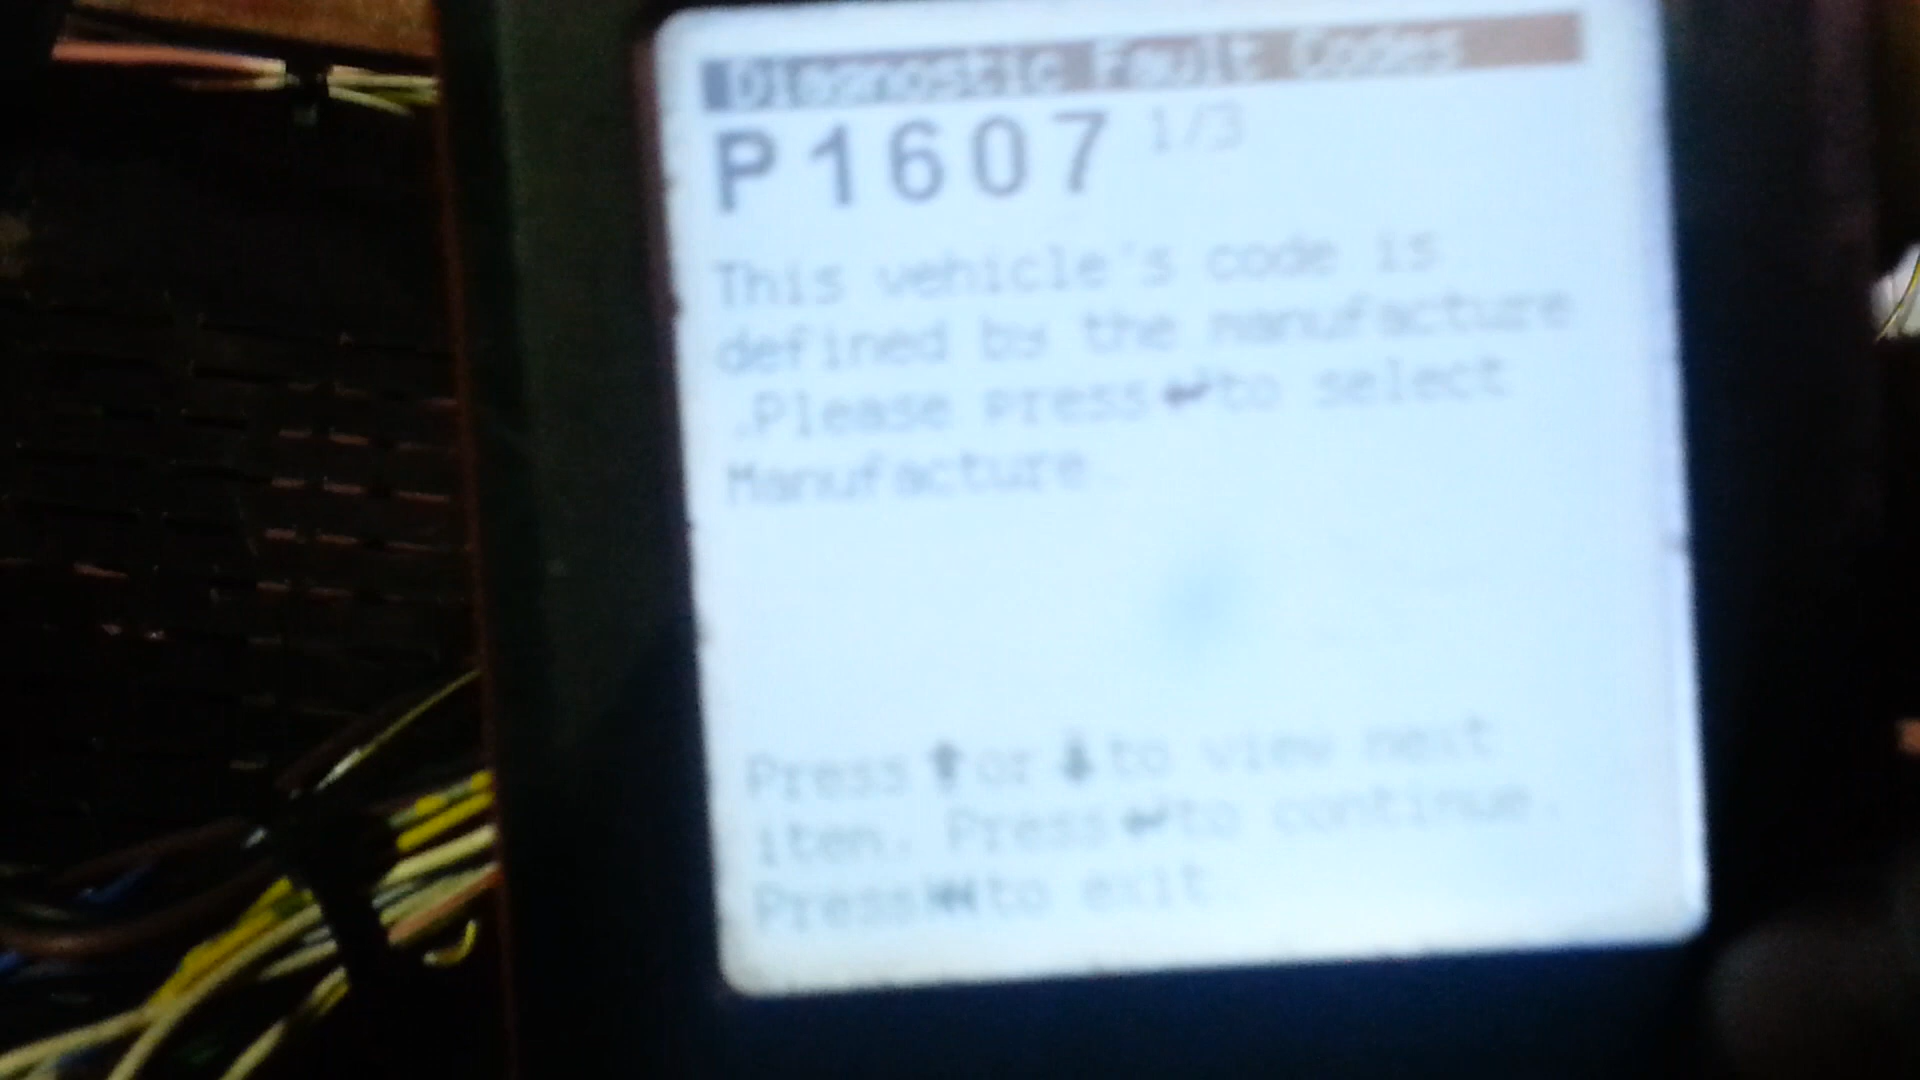 Diagnostic Fault Codes
P1607 1/3
This vehicle's code is
defined by the manufacture
.Please press ↵ to select
Manufacture.
Press ⬆ or ⬇ to view next
item. Press ↵ to continue.
Press ⏪ to exit.